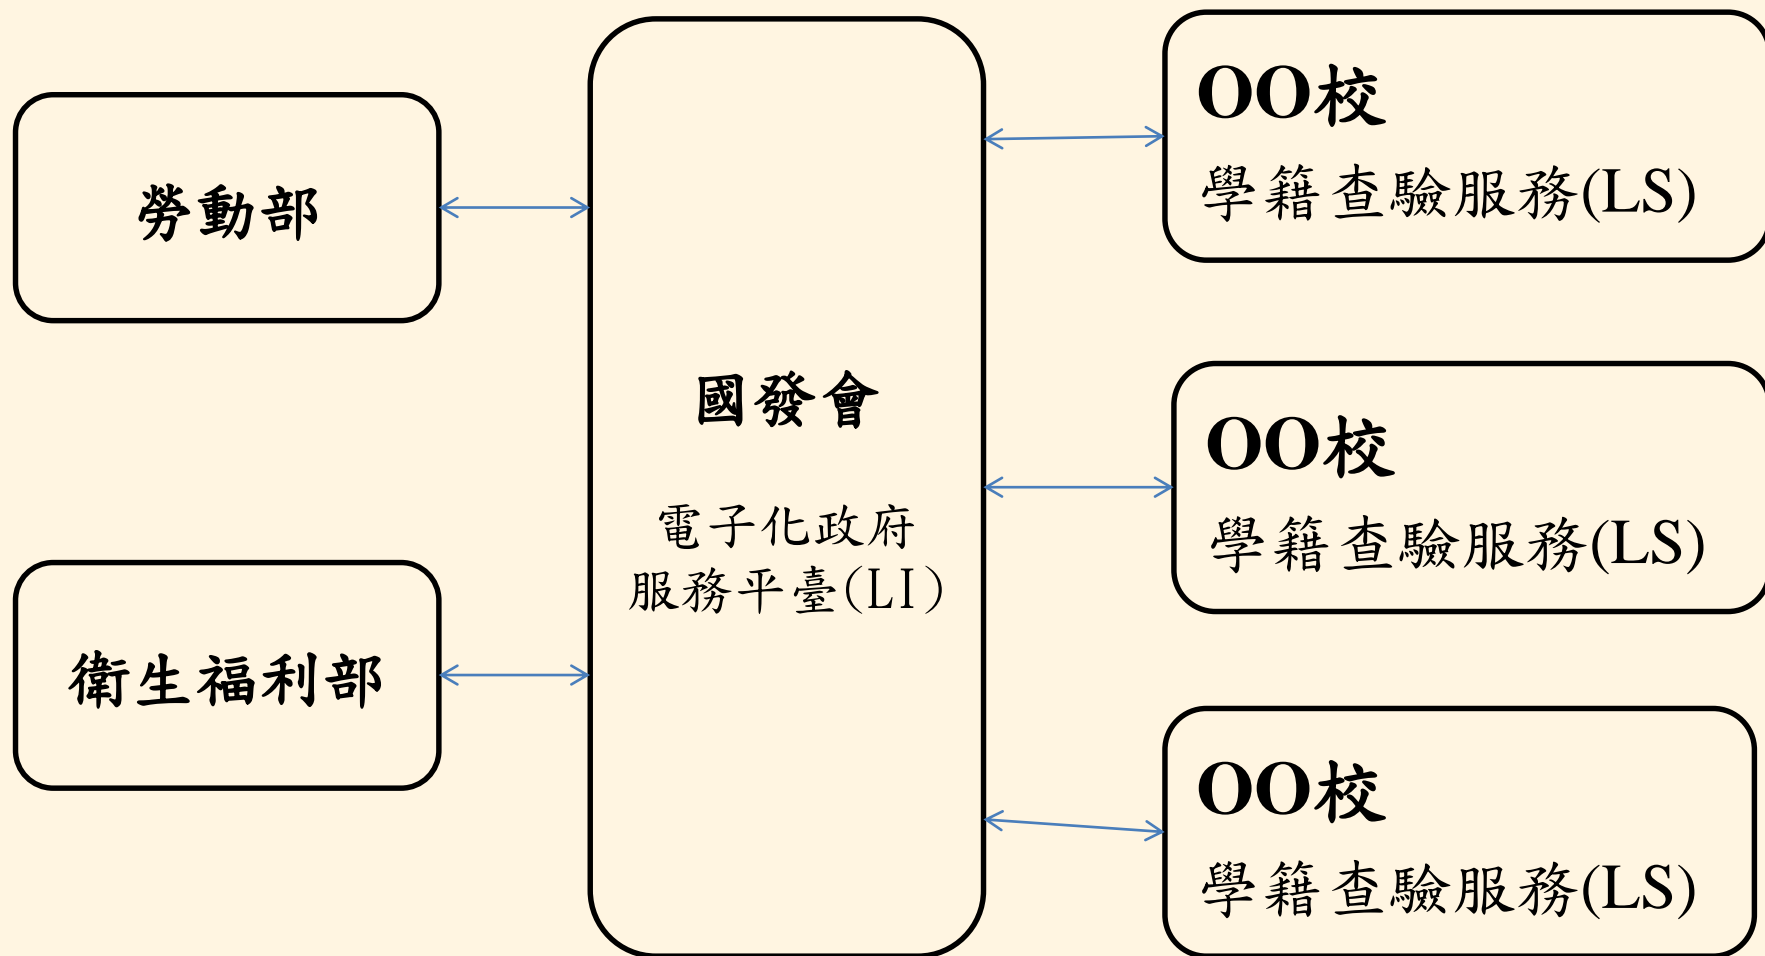 勞動部
衛生福利部
國發會
電子化政府
服務平臺(LI)
OO校
學籍查驗服務(LS)
OO校
學籍查驗服務(LS)
OO校
學籍查驗服務(LS)